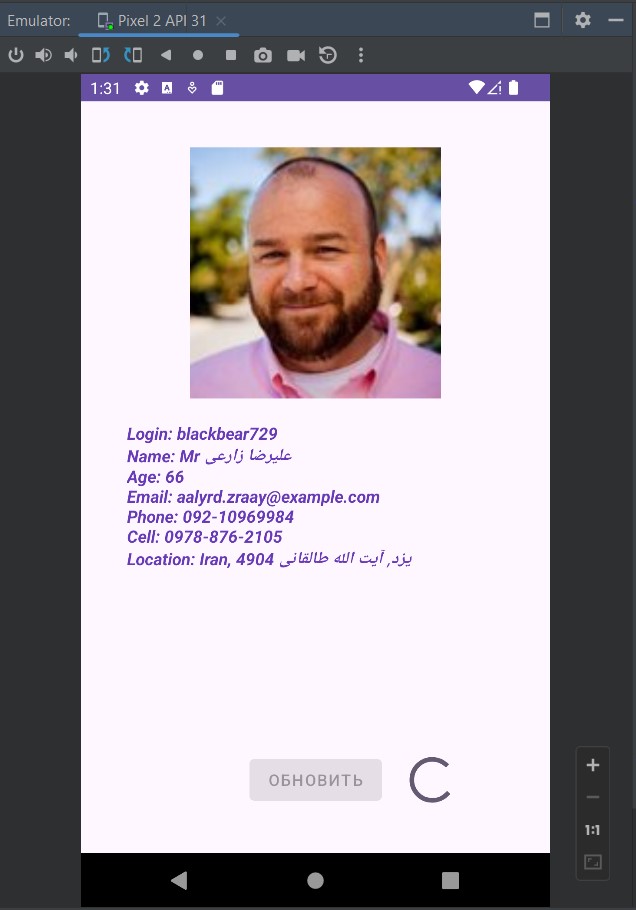 Emulator: Pixel 2 API 31
1:31
Login: blackbear729
Name: Mr علیرضا زارعی
Age: 66
Email: aalyrd.zraay@example.com
Phone: 092-10969984
Cell: 0978-876-2105
Location: Iran, 4904 یزد, آیت الله طالقانی
ОБНОВИТЬ
1:1